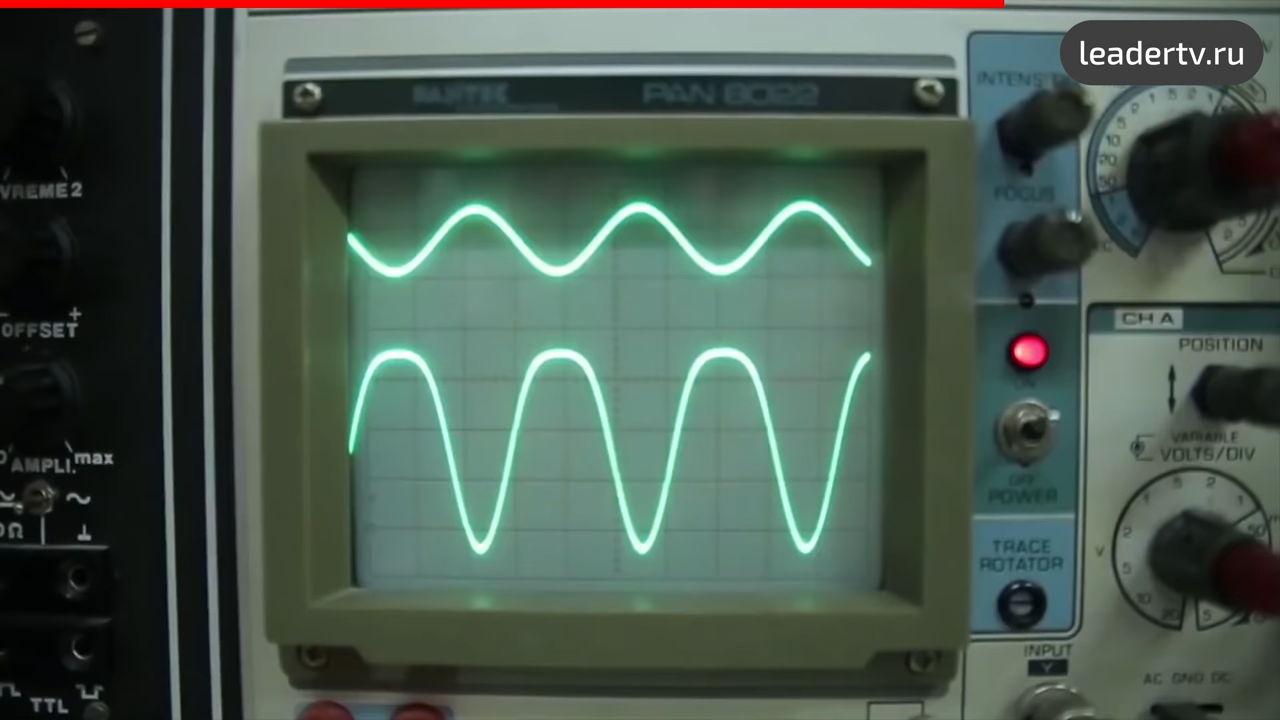 leadertv.ru
PAN 8022
INTENSITY
FOCUS
VREME 2
OFFSET
AMPLI.
max
TTL
CH A
POSITION
VARIABLE
VOLTS/DIV
OFF
POWER
TRACE
ROTATOR
INPUT
Y
AC GND DC